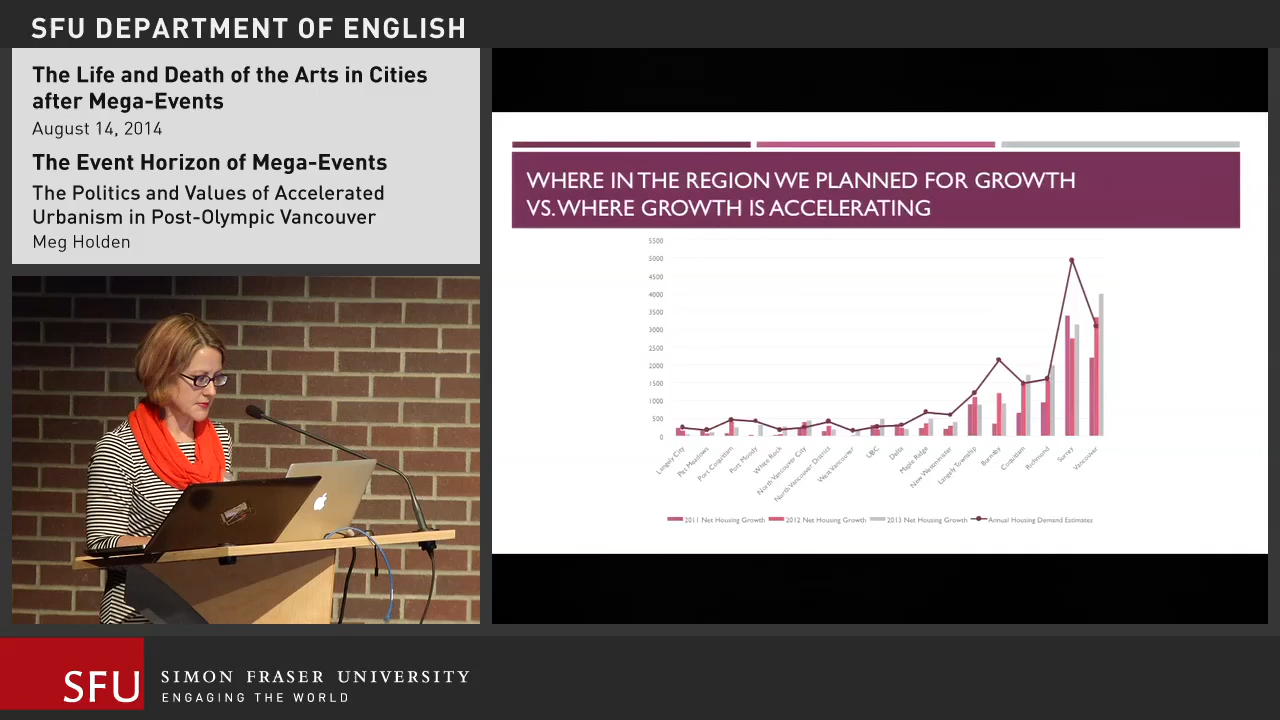 SFU DEPARTMENT OF ENGLISH
The Life and Death of the Arts in Cities
after Mega-Events
August 14, 2014
The Event Horizon of Mega-Events
The Politics and Values of Accelerated
Urbanism in Post-Olympic Vancouver
Meg Holden
WHERE IN THE REGION WE PLANNED FOR GROWTH
VS. WHERE GROWTH IS ACCELERATING
5500
5000
4500
4000
3500
3000
2500
2000
1500
1000
500
0
Langley City
Pitt Meadows
Port Coquitlam
Port Moody
White Rock
North Vancouver City
North Vancouver District
West Vancouver
UBC
Delta
Maple Ridge
New Westminster
Langley Township
Burnaby
Coquitlam
Richmond
Surrey
Vancouver
2011 Net Housing Growth 2012 Net Housing Growth 2013 Net Housing Growth Annual Housing Demand Estimates
SFU
SIMON FRASER UNIVERSITY
ENGAGING THE WORLD